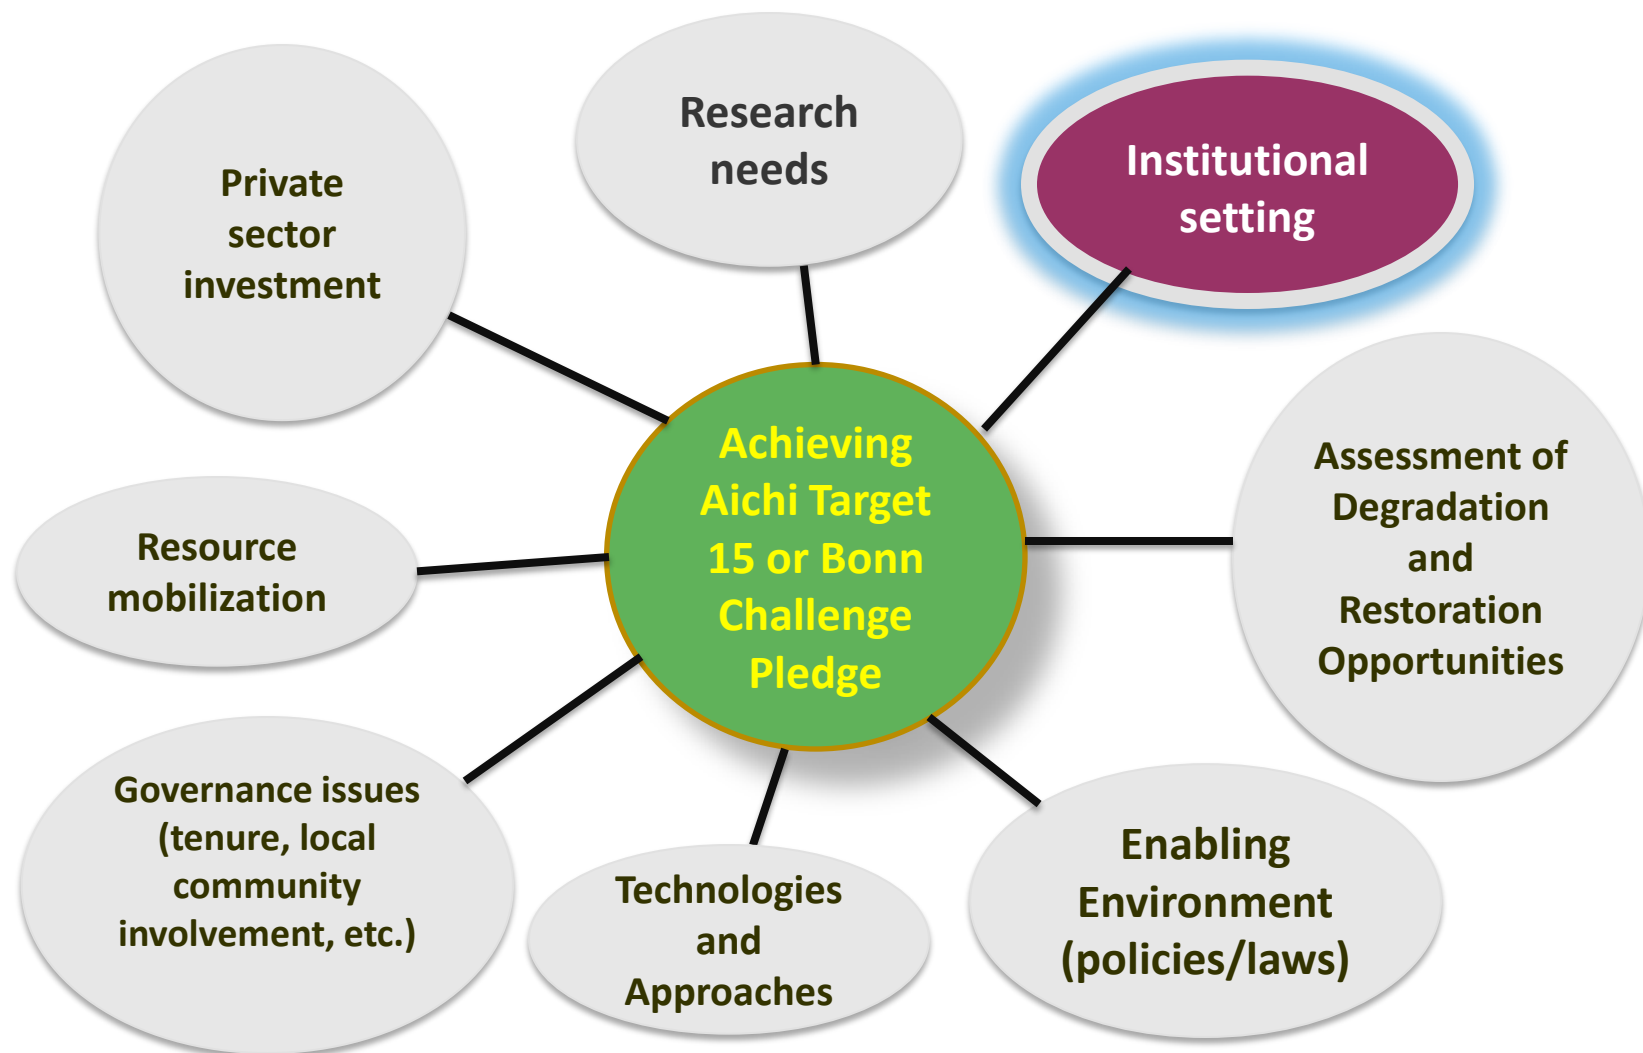 Research
needs
Institutional
setting
Private
sector
investment
Achieving
Aichi Target
15 or Bonn
Challenge
Pledge
Assessment of
Degradation
and
Restoration
Opportunities
Resource
mobilization
Governance issues
(tenure, local
community
involvement, etc.)
Technologies
and
Approaches
Enabling
Environment
(policies/laws)